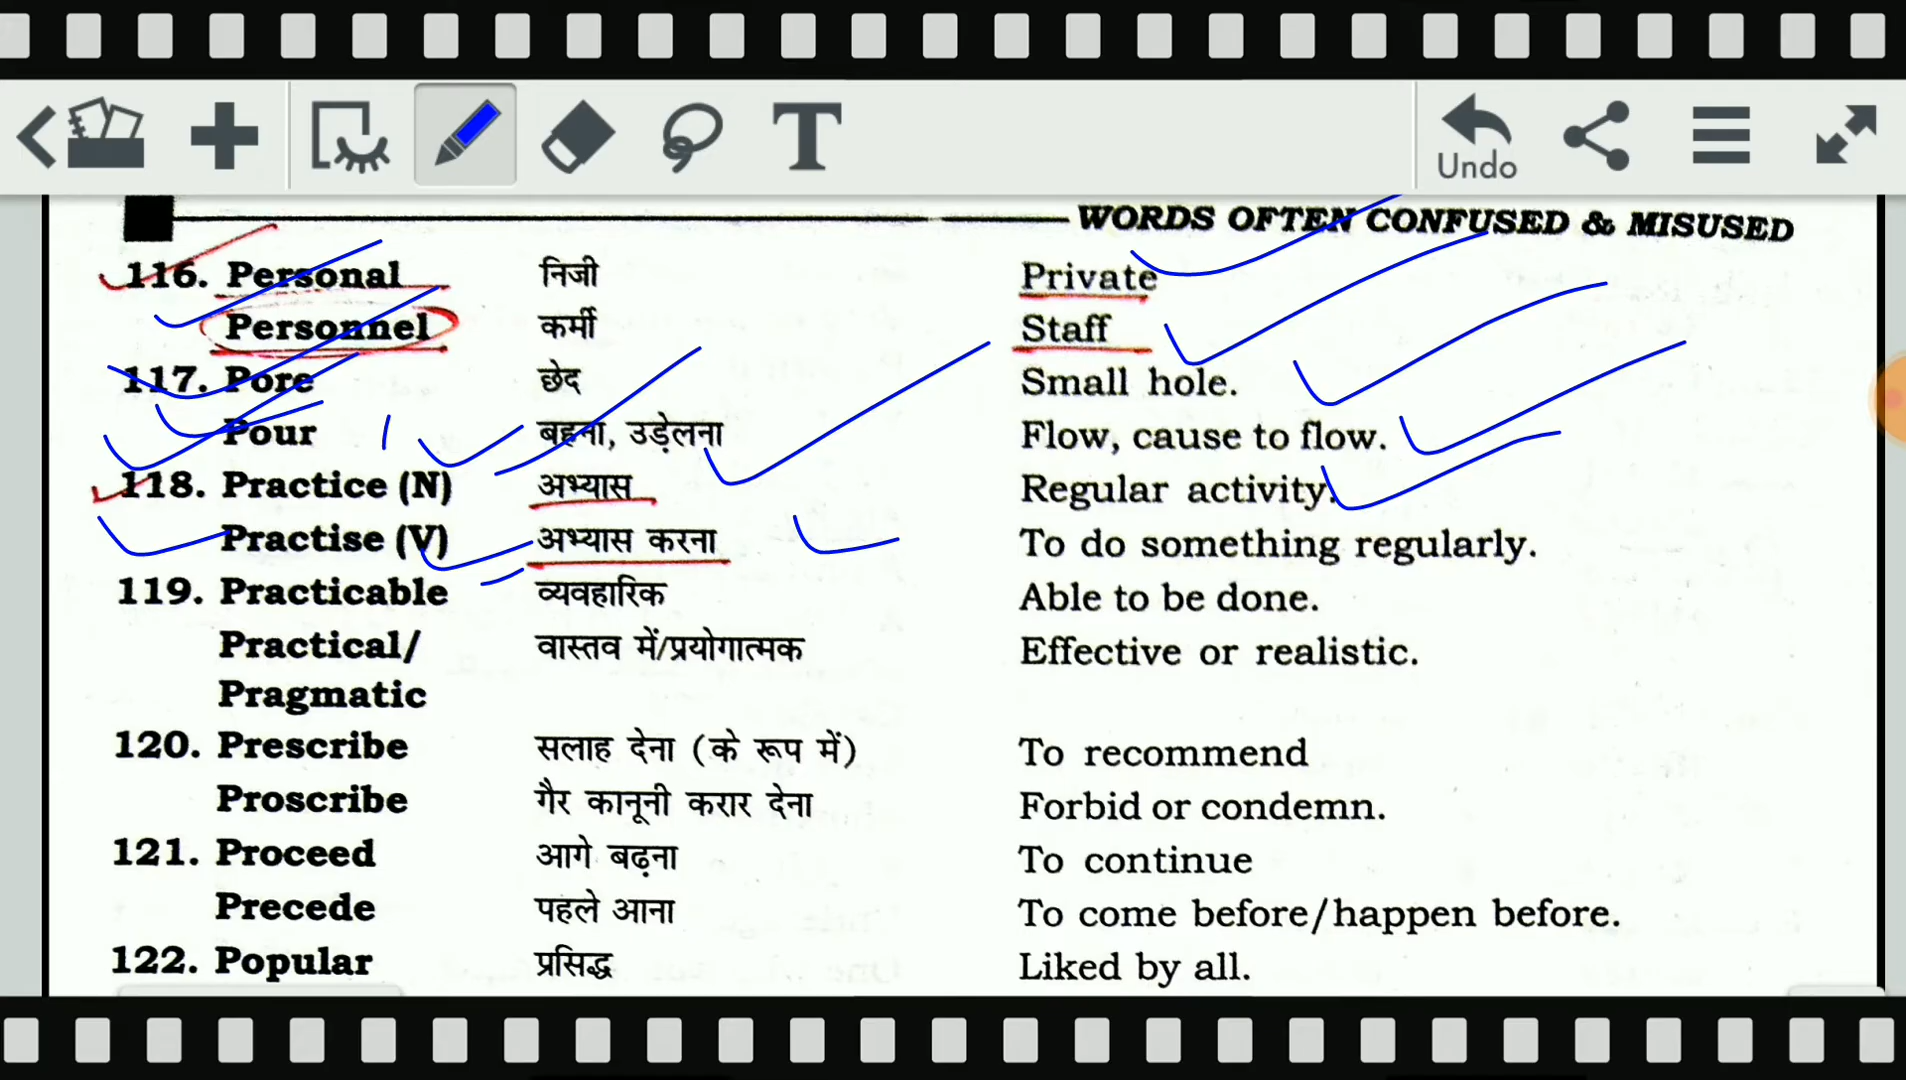 Undo
WORDS OFTEN CONFUSED & MISUSED
116. Personal निजी Private
Personnel कर्मी Staff
117. Pore छेद Small hole.
Pour बहना, उड़ेलना Flow, cause to flow.
118. Practice (N) अभ्यास Regular activity.
Practise (V) अभ्यास करना To do something regularly.
119. Practicable व्यवहारिक Able to be done.
Practical/ वास्तव में/प्रयोगात्मक Effective or realistic.
Pragmatic
120. Prescribe सलाह देना (के रूप में) To recommend
Proscribe गैर कानूनी करार देना Forbid or condemn.
121. Proceed आगे बढ़ना To continue
Precede पहले आना To come before/happen before.
122. Popular प्रसिद्ध Liked by all.